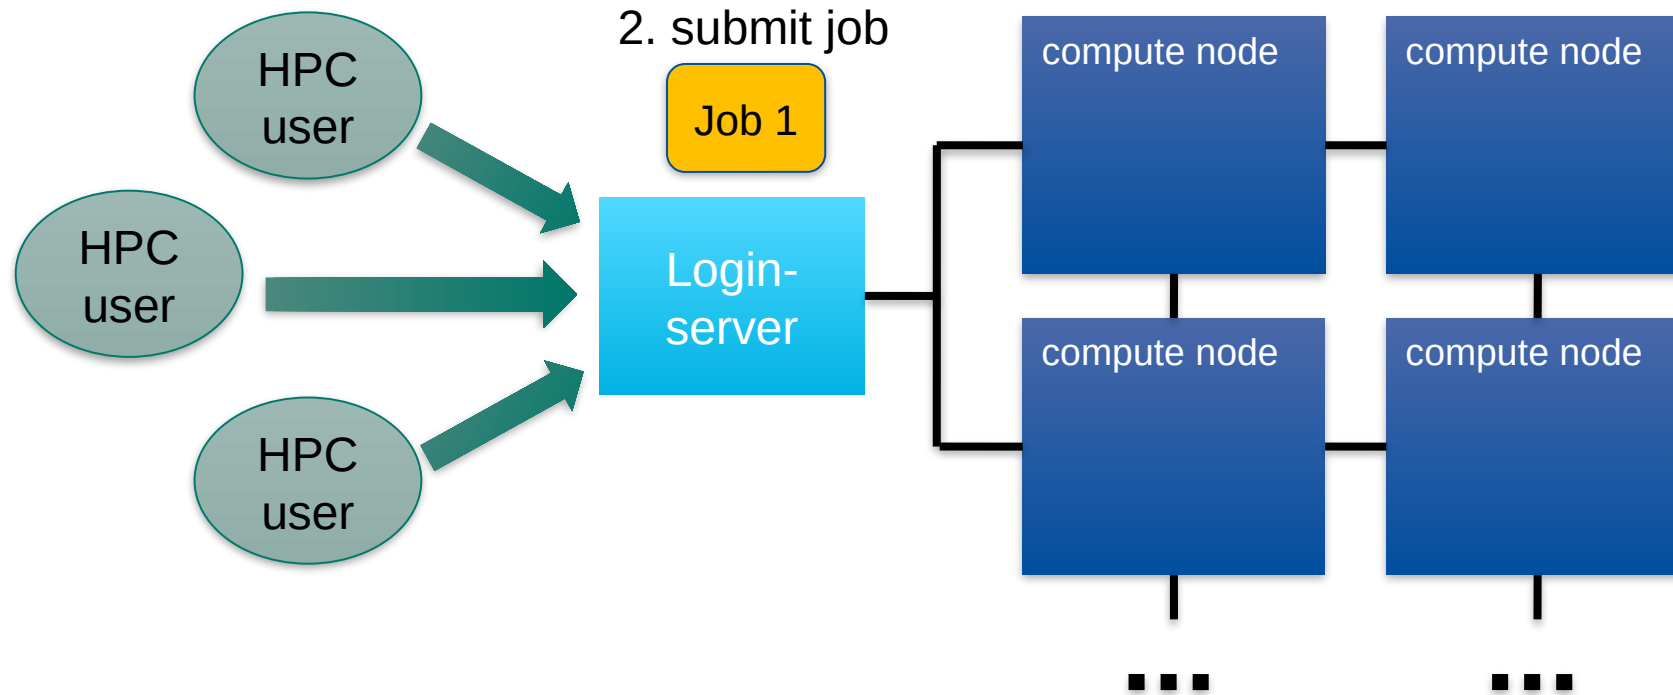 2. submit job
Job 1
HPC
user
HPC
user
HPC
user
Login-
server
compute node
compute node
compute node
compute node
...
...